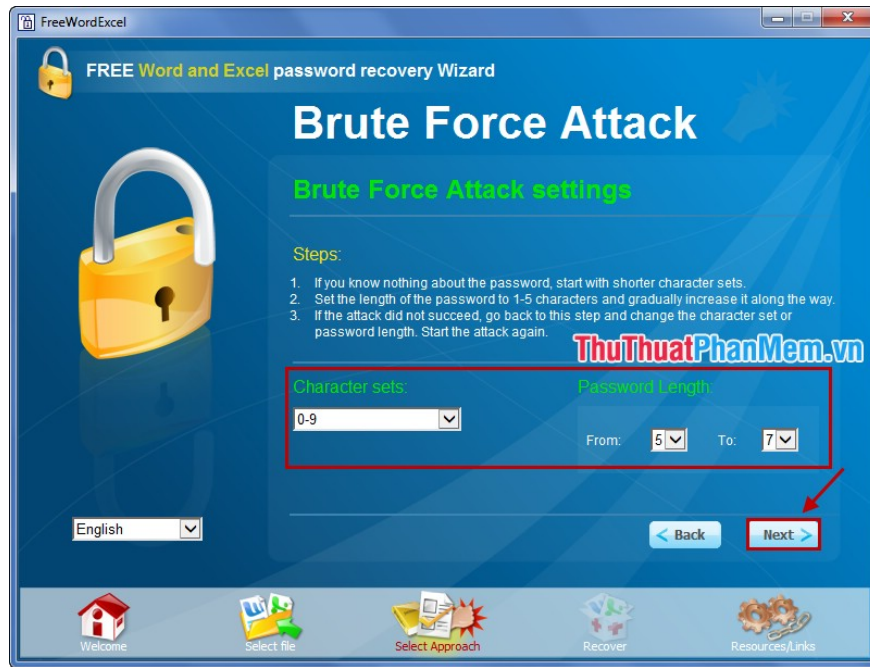 FreeWordExcel
FREE Word and Excel password recovery Wizard
Brute Force Attack
Brute Force Attack settings
Steps:
1. If you know nothing about the password, start with shorter character sets.
2. Set the length of the password to 1-5 characters and gradually increase it along the way.
3. If the attack did not succeed, go back to this step and change the character set or
password length. Start the attack again.
ThuThuatPhanMem.vn
Character sets:
Password Length:
0-9
From: 5 To: 7
English
< Back
Next >
Welcome
Select file
Select Approach
Recover
Resources/Links